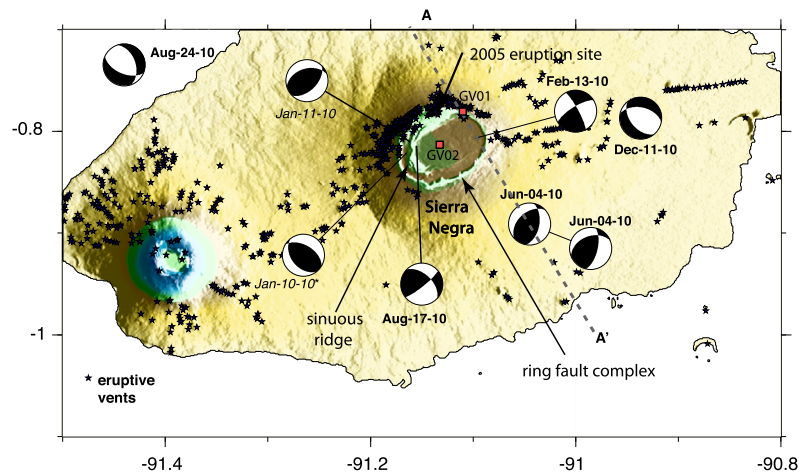 A
Aug-24-10
2005 eruption site
Feb-13-10
GV01
Jan-11-10
-0.8
Dec-11-10
GV02
Jun-04-10
Sierra
Negra
Jun-04-10
Jan-10-10*
Aug-17-10
sinuous
ridge
-1
A'
ring fault complex
eruptive
vents
-91.4
-91.2
-91
-90.8